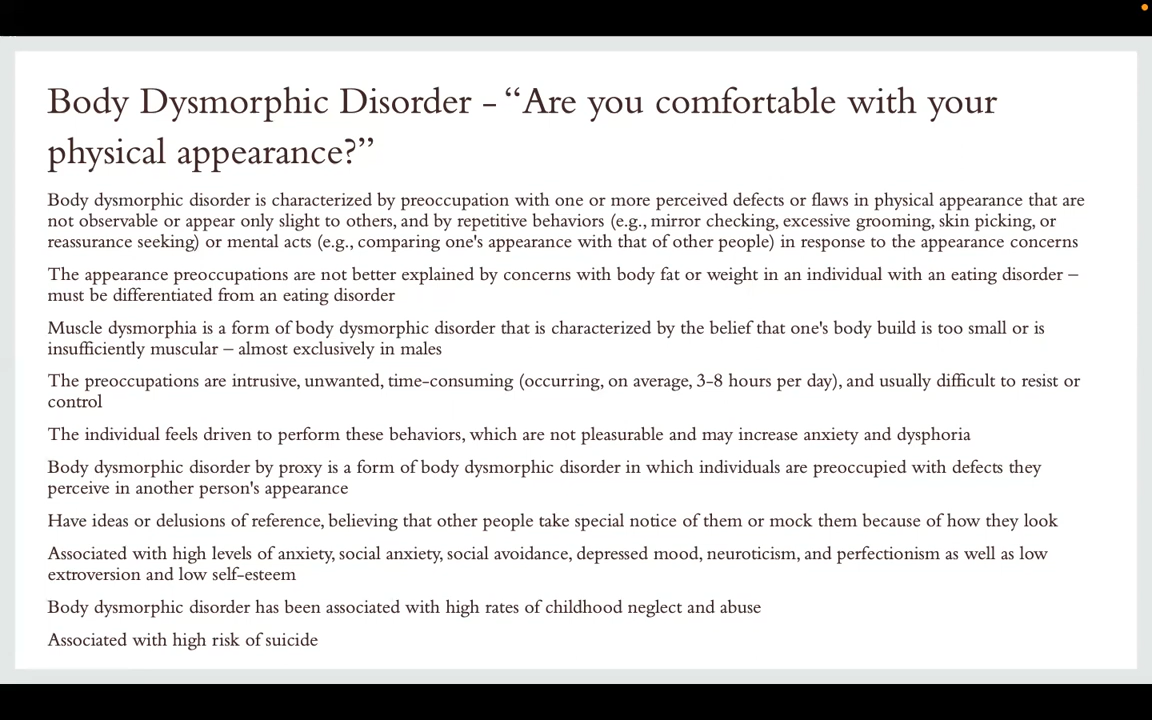 Body Dysmorphic Disorder - “Are you comfortable with your
physical appearance?”
Body dysmorphic disorder is characterized by preoccupation with one or more perceived defects or flaws in physical appearance that are
not observable or appear only slight to others, and by repetitive behaviors (e.g., mirror checking, excessive grooming, skin picking, or
reassurance seeking) or mental acts (e.g., comparing one's appearance with that of other people) in response to the appearance concerns
The appearance preoccupations are not better explained by concerns with body fat or weight in an individual with an eating disorder –
must be differentiated from an eating disorder
Muscle dysmorphia is a form of body dysmorphic disorder that is characterized by the belief that one's body build is too small or is
insufficiently muscular – almost exclusively in males
The preoccupations are intrusive, unwanted, time-consuming (occurring, on average, 3-8 hours per day), and usually difficult to resist or
control
The individual feels driven to perform these behaviors, which are not pleasurable and may increase anxiety and dysphoria
Body dysmorphic disorder by proxy is a form of body dysmorphic disorder in which individuals are preoccupied with defects they
perceive in another person's appearance
Have ideas or delusions of reference, believing that other people take special notice of them or mock them because of how they look
Associated with high levels of anxiety, social anxiety, social avoidance, depressed mood, neuroticism, and perfectionism as well as low
extroversion and low self-esteem
Body dysmorphic disorder has been associated with high rates of childhood neglect and abuse
Associated with high risk of suicide